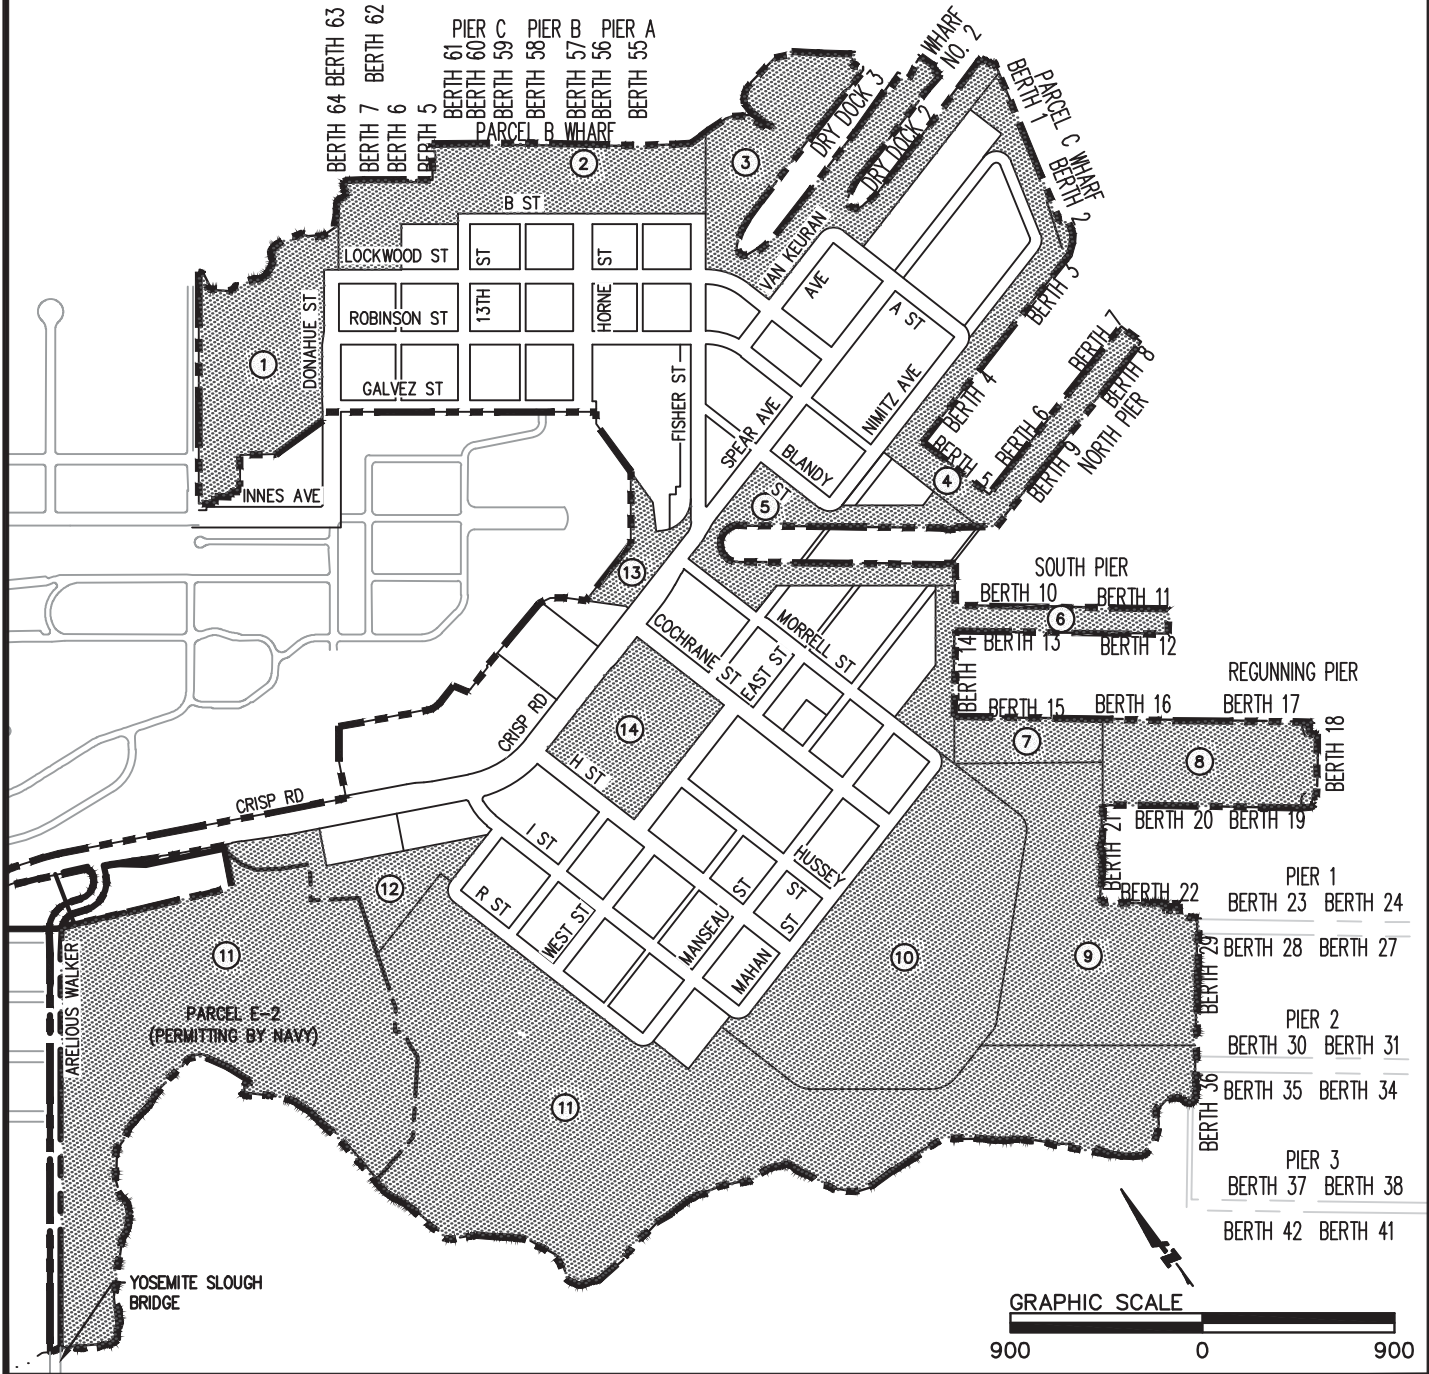 BERTH 63
BERTH 64
BERTH 62
BERTH 7
BERTH 6
BERTH 5
PIER C
PIER B
PIER A
BERTH 61
BERTH 60
BERTH 59
BERTH 58
BERTH 57
BERTH 56
BERTH 55
PARCEL B WHARF
WHARF
NO. 2
DRY DOCK 3
DRY DOCK 2
PARCEL C WHARF
BERTH 1
BERTH 2
BERTH 3
2
3
B ST
LOCKWOOD ST
ROBINSON ST
GALVEZ ST
DONAHUE ST
13TH
ST
HORNE
ST
FISHER ST
VAN KEURAN
AVE
A ST
NIMITZ AVE
SPEAR AVE
BLANDY
ST
1
INNES AVE
BERTH 4
BERTH 5
BERTH 6
BERTH 7
BERTH 8
BERTH 9
NORTH PIER
4
5
13
SOUTH PIER
BERTH 10
BERTH 11
6
BERTH 13
BERTH 12
BERTH 14
REGUNNING PIER
BERTH 15
BERTH 16
BERTH 17
BERTH 18
7
8
BERTH 20
BERTH 19
BERTH 21
BERTH 22
COCHRANE ST
MORRELL ST
EAST ST
14
H ST
CRISP RD
CRISP RD
I ST
R ST
WEST ST
MANSEAU
ST
HUSSEY
ST
MAHAN
ST
12
11
10
9
PIER 1
BERTH 23
BERTH 24
BERTH 28
BERTH 27
BERTH 29
PIER 2
BERTH 30
BERTH 31
BERTH 35
BERTH 34
BERTH 36
PIER 3
BERTH 37
BERTH 38
BERTH 42
BERTH 41
ARELIOUS WALKER
PARCEL E-2
(PERMITTING BY NAVY)
11
YOSEMITE SLOUGH
BRIDGE
N
GRAPHIC SCALE
900
0
900